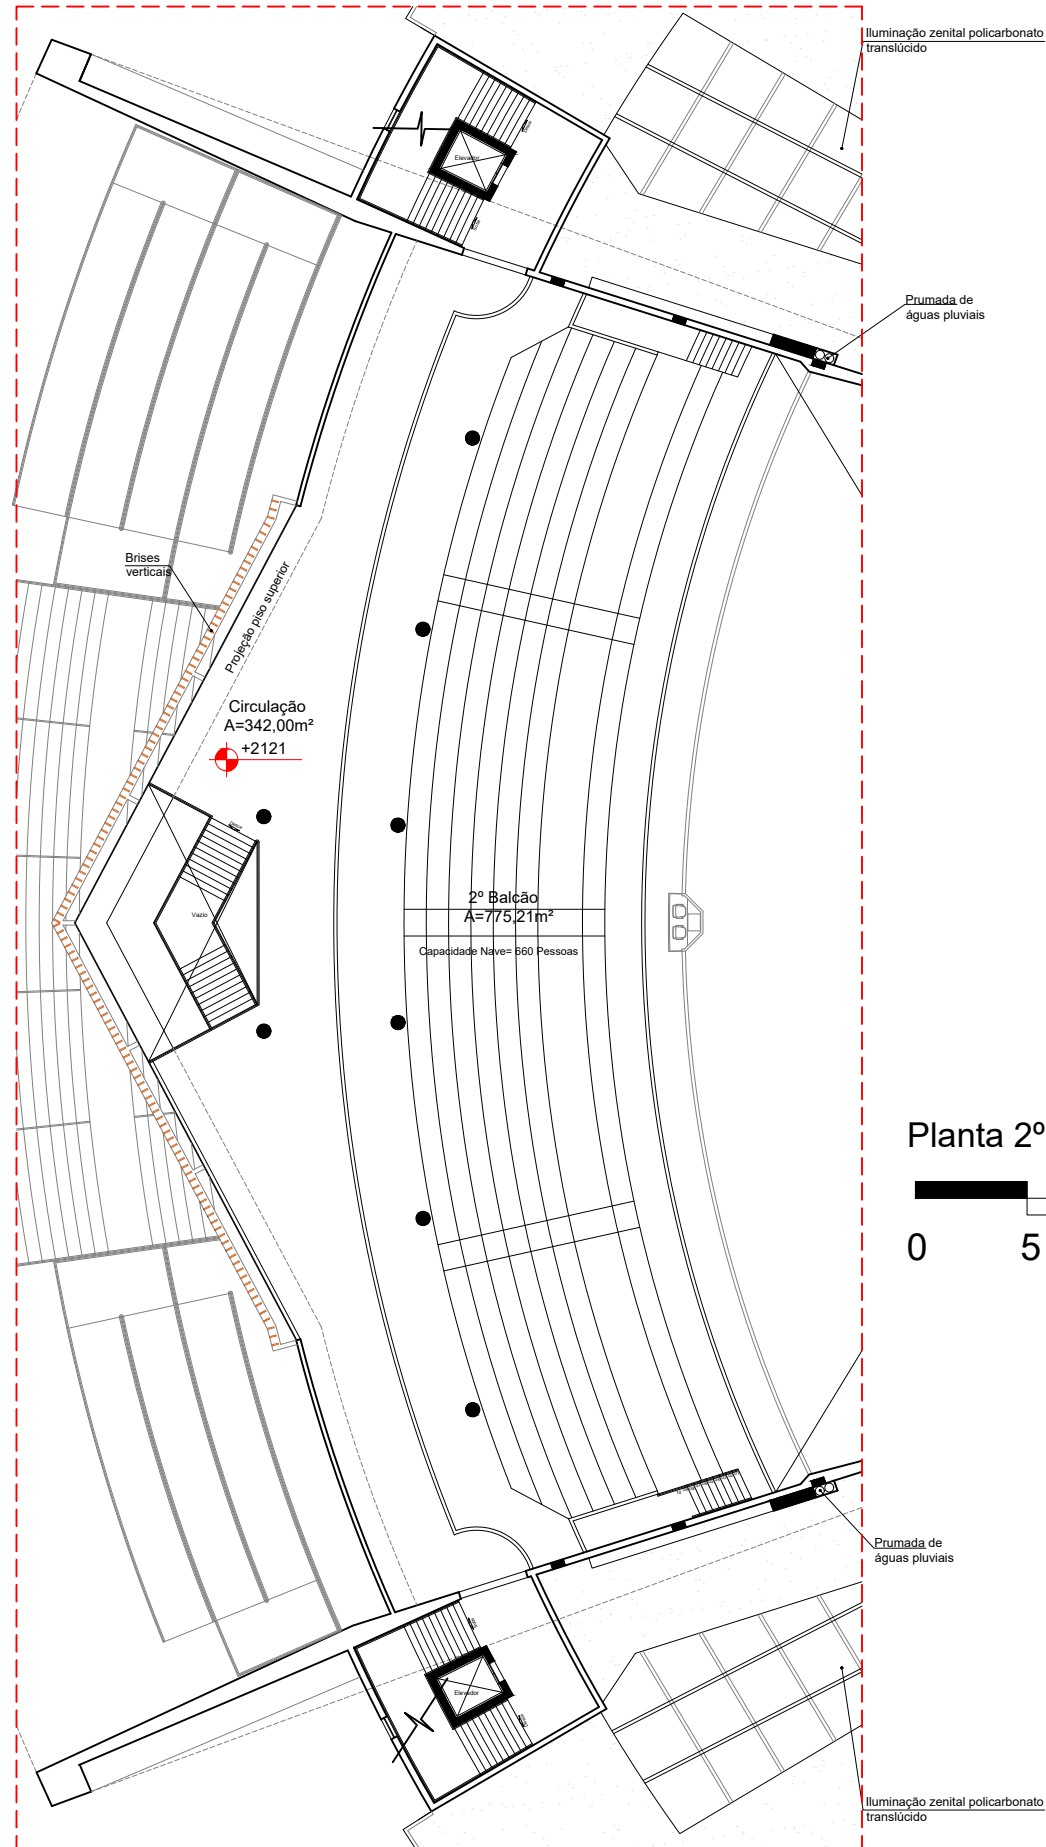 Iluminação zenital policarbonato
translúcido
Elevador
Prumada de
águas pluviais
Brises
verticais
Projeção piso superior
Circulação
A=342,00m²
+2121
Vazio
2º Balcão
A=775,21m²
Capacidade Nave= 660 Pessoas
Planta 2º
0 5
Prumada de
águas pluviais
Elevador
Iluminação zenital policarbonato
translúcido